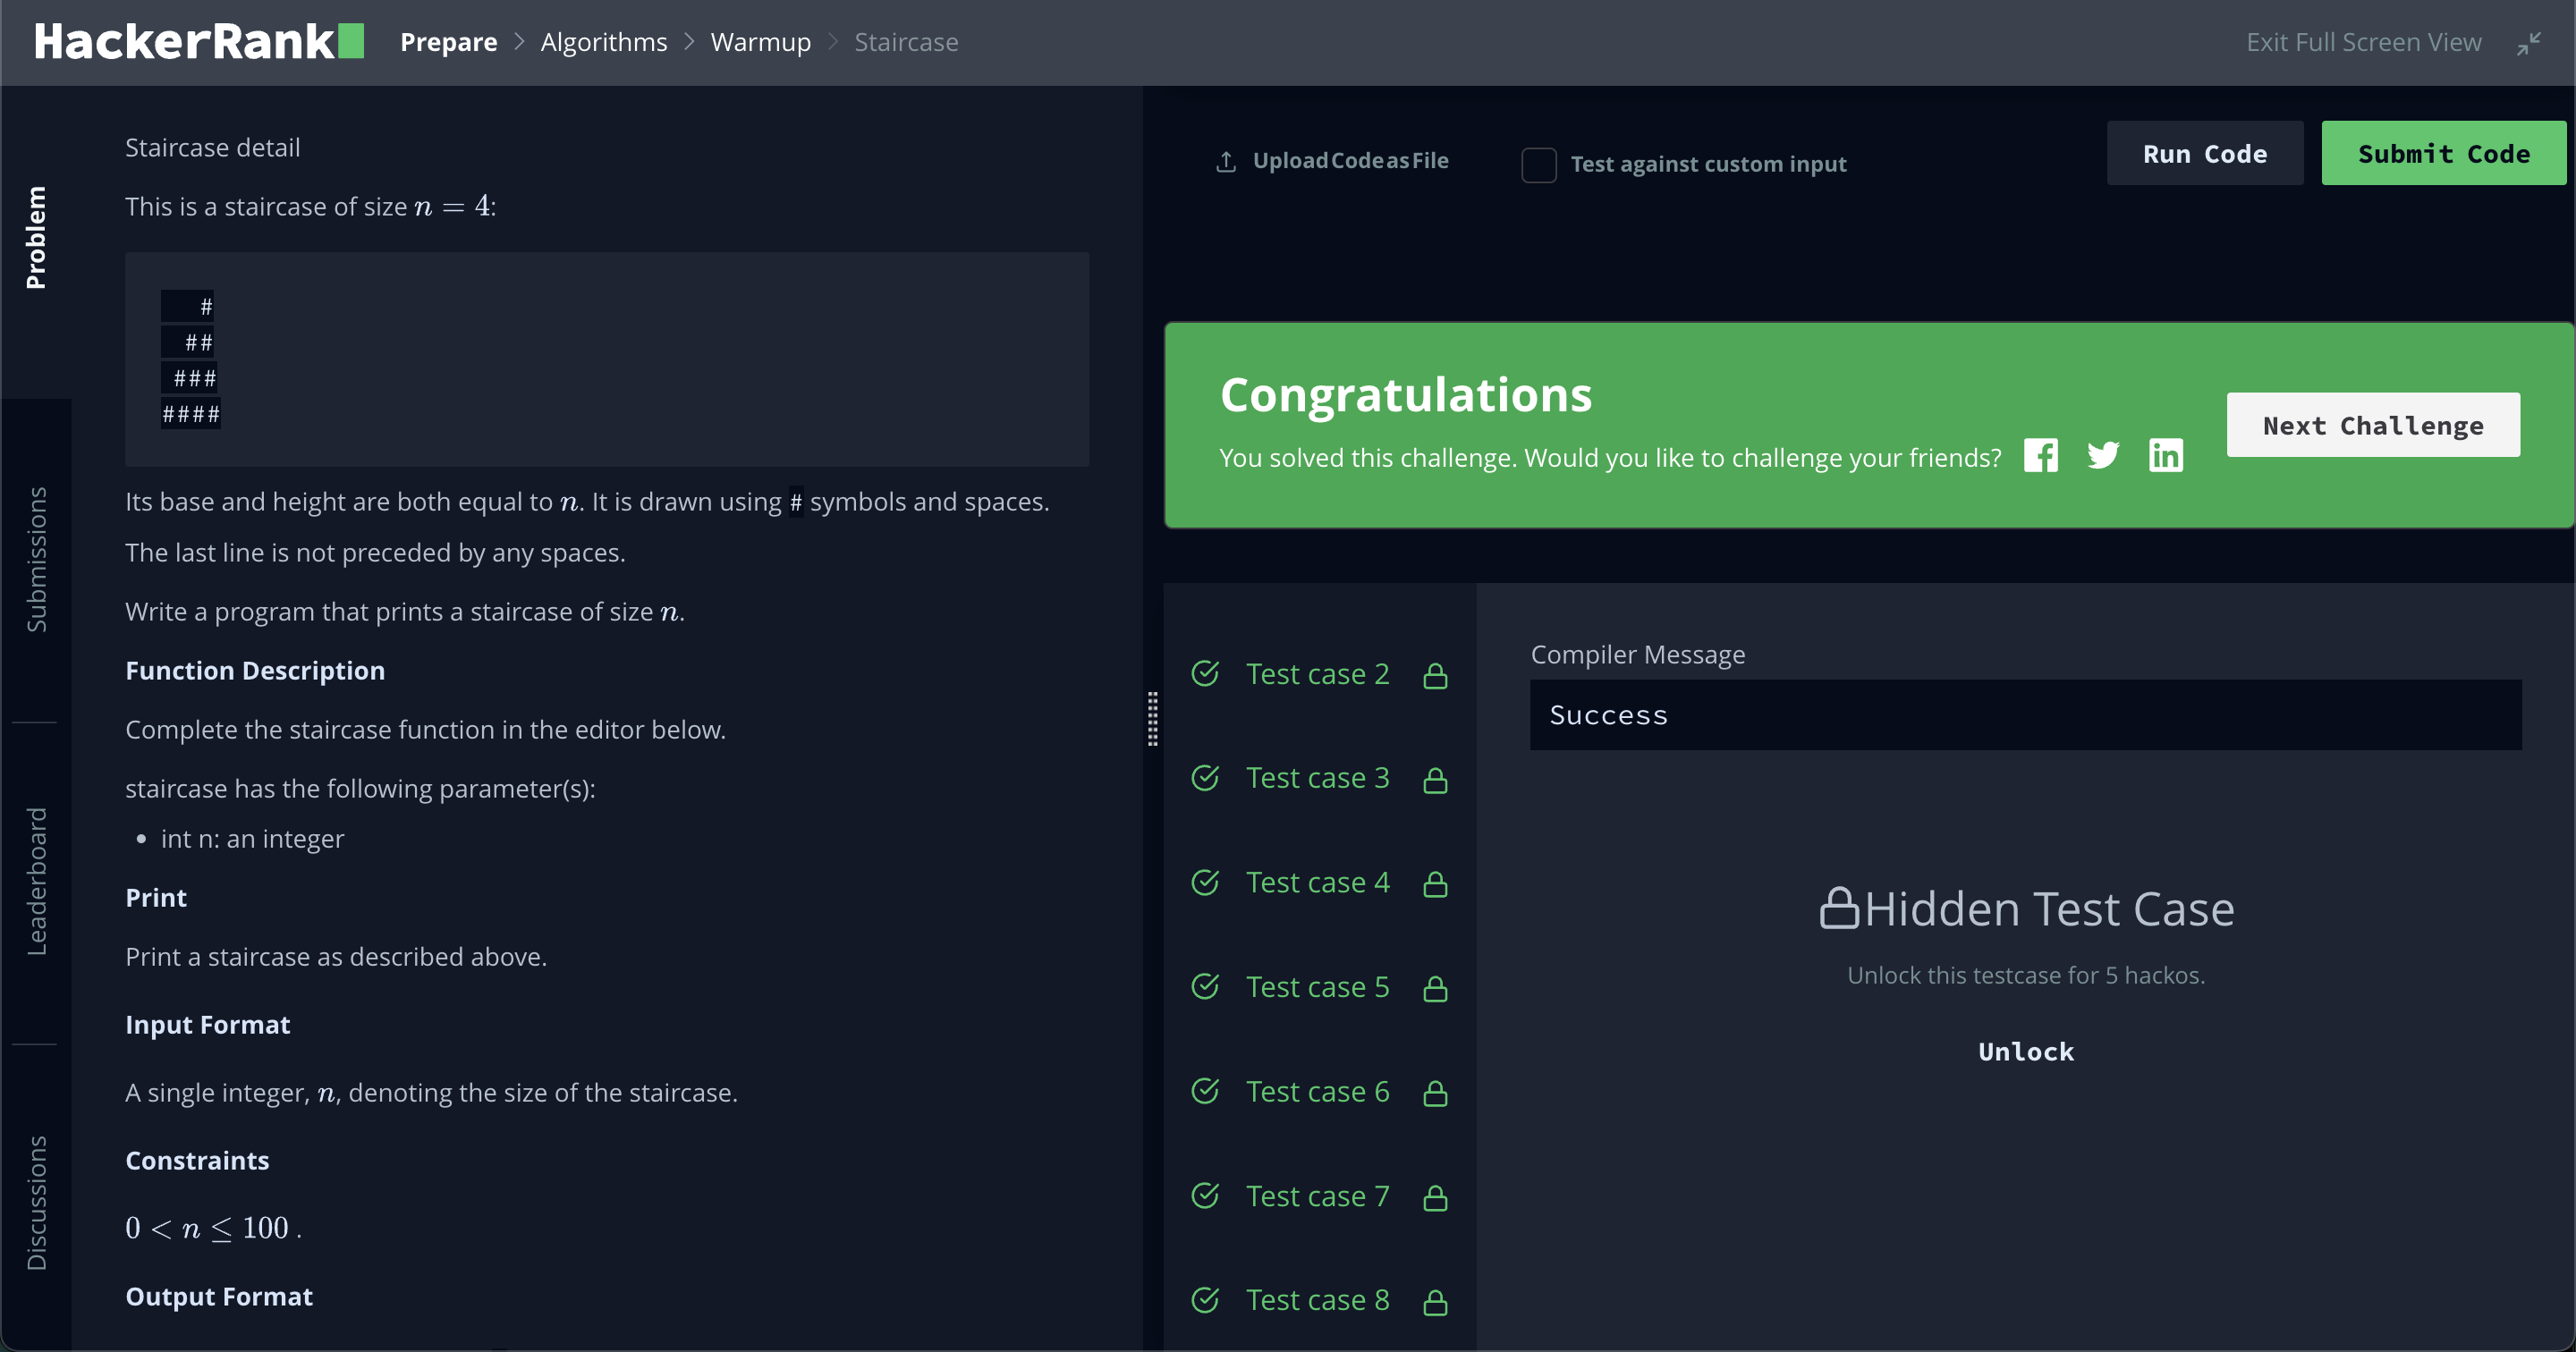 HackerRank
Prepare > Algorithms > Warmup > Staircase
Exit Full Screen View
Problem
Submissions
Leaderboard
Discussions
Staircase detail
This is a staircase of size n = 4:
   #
  ##
 ###
####
Its base and height are both equal to n. It is drawn using # symbols and spaces.
The last line is not preceded by any spaces.
Write a program that prints a staircase of size n.
Function Description
Complete the staircase function in the editor below.
staircase has the following parameter(s):
• int n: an integer
Print
Print a staircase as described above.
Input Format
A single integer, n, denoting the size of the staircase.
Constraints
0 < n ≤ 100 .
Output Format
Upload Code as File
Test against custom input
Run Code
Submit Code
Congratulations
You solved this challenge. Would you like to challenge your friends?
Next Challenge
Test case 2
Test case 3
Test case 4
Test case 5
Test case 6
Test case 7
Test case 8
Compiler Message
Success
Hidden Test Case
Unlock this testcase for 5 hackos.
Unlock